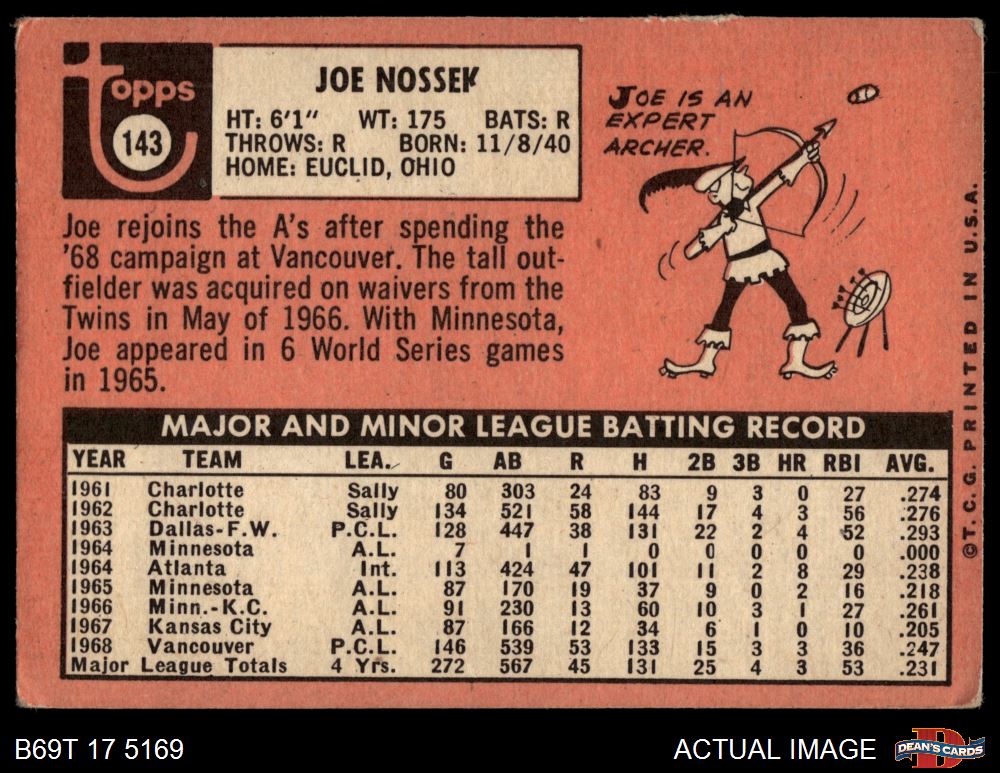 Topps
143
JOE NOSSEK
HT: 6'1" WT: 175 BATS: R
THROWS: R BORN: 11/8/40
HOME: EUCLID, OHIO
JOE IS AN
EXPERT
ARCHER.
Joe rejoins the A's after spending the
'68 campaign at Vancouver. The tall out-
fielder was acquired on waivers from the
Twins in May of 1966. With Minnesota,
Joe appeared in 6 World Series games
in 1965.
MAJOR AND MINOR LEAGUE BATTING RECORD
YEAR TEAM LEA. G AB R H 2B 3B HR RBI AVG.
1961 Charlotte Sally 80 303 24 83 9 3 0 27 .274
1962 Charlotte Sally 134 521 58 144 17 4 3 56 .276
1963 Dallas-F.W. P.C.L. 128 447 38 131 22 2 4 52 .293
1964 Minnesota A.L. 7 1 1 0 0 0 0 0 .000
1964 Atlanta Int. 113 424 47 101 11 2 8 29 .238
1965 Minnesota A.L. 87 170 19 37 9 0 2 16 .218
1966 Minn.-K.C. A.L. 91 230 13 60 10 3 1 27 .261
1967 Kansas City A.L. 87 166 12 34 6 1 0 10 .205
1968 Vancouver P.C.L. 146 539 53 133 15 3 3 36 .247
Major League Totals 4 Yrs. 272 567 45 131 25 4 3 53 .231
©T.C.G. PRINTED IN U.S.A.
B69T 17 5169
ACTUAL IMAGE
D
DEAN'S CARDS